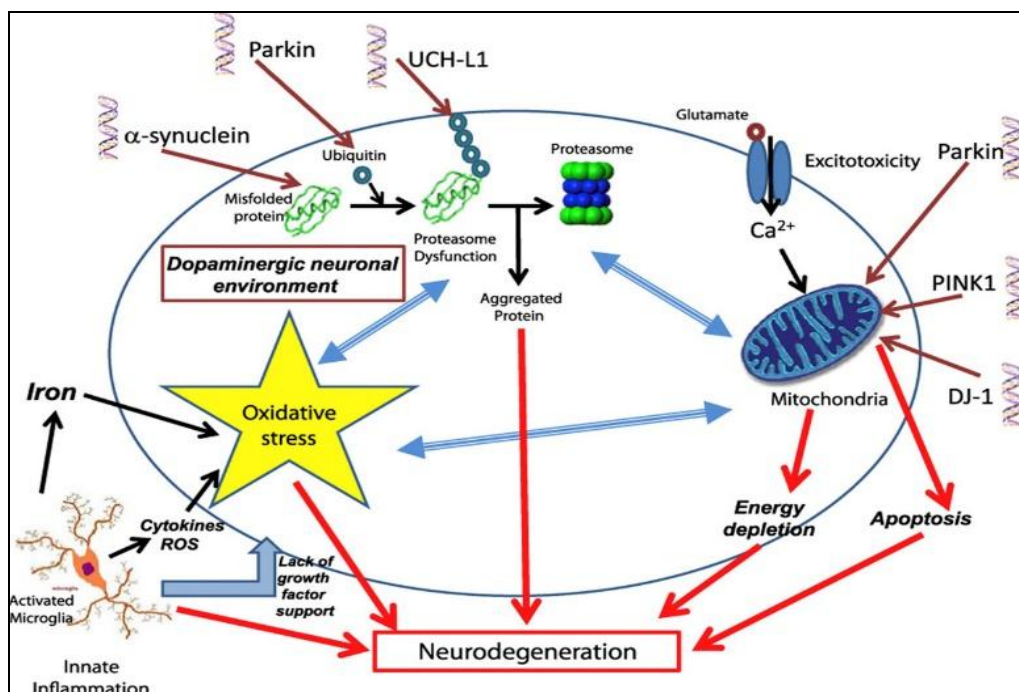 Parkin
UCH-L1
α-synuclein
Ubiquitin
Misfolded
protein
Proteasome
Dysfunction
Proteasome
Glutamate
Excitotoxicity
Ca2+
Parkin
PINK1
DJ-1
Dopaminergic neuronal
environment
Aggregated
Protein
Mitochondria
Iron
Oxidative
stress
Cytokines
ROS
Energy
depletion
Apoptosis
Lack of
growth
factor
support
microglia
Activated
Microglia
Neurodegeneration
Innate
Inflammation